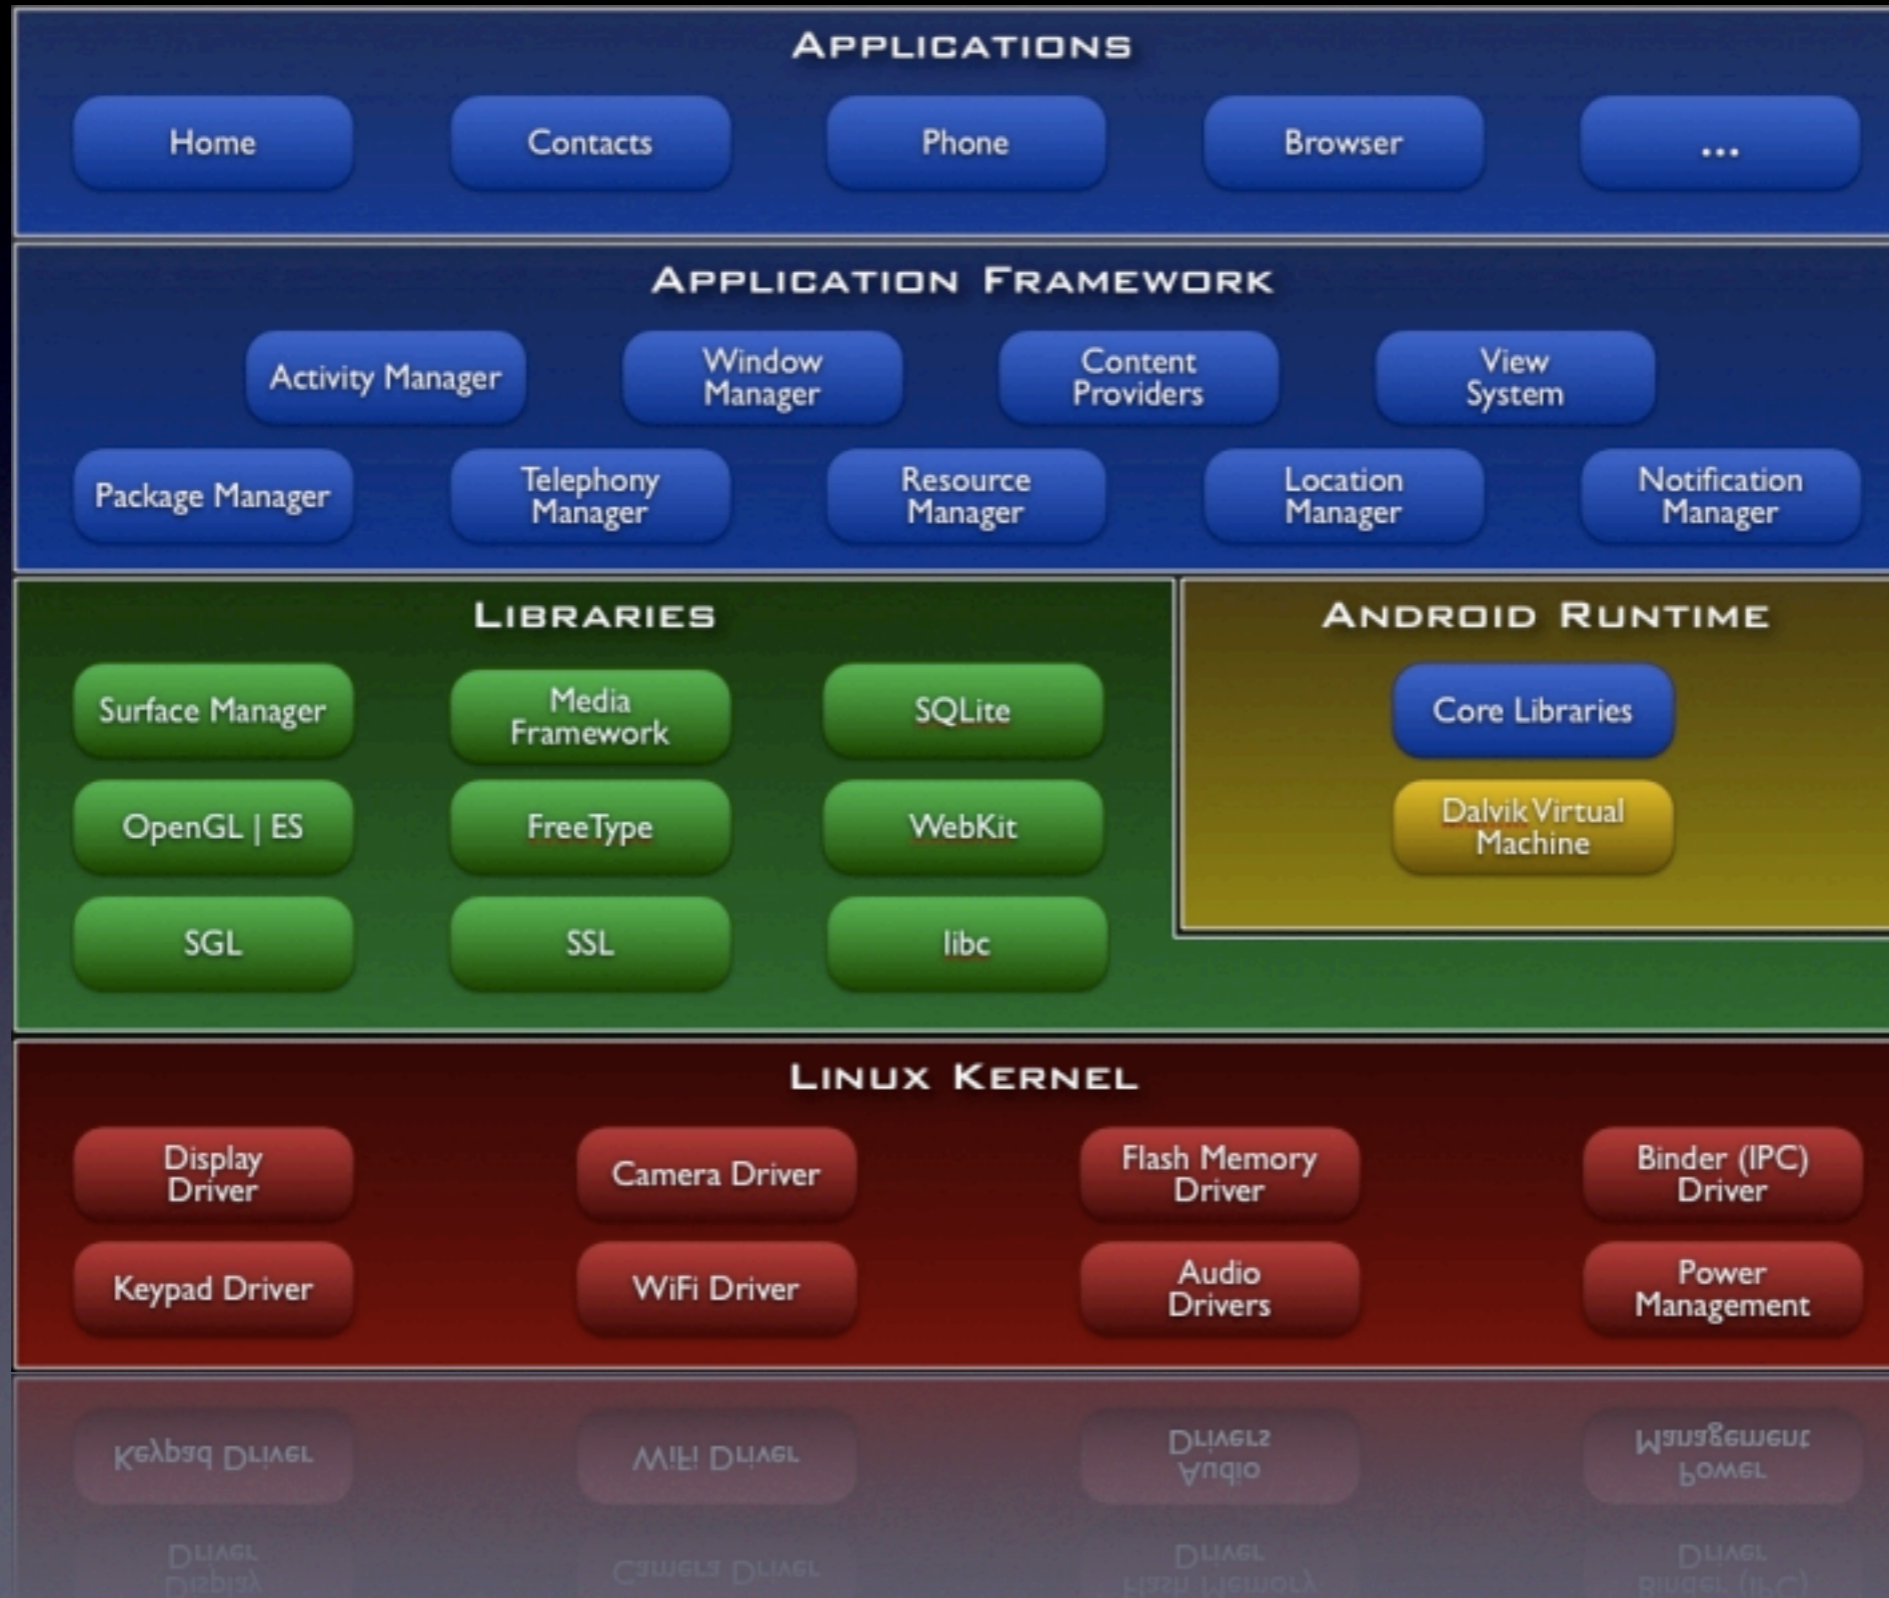 APPLICATIONS
Home
Contacts
Phone
Browser
...
APPLICATION FRAMEWORK
Activity Manager
Window
Manager
Content
Providers
View
System
Package Manager
Telephony
Manager
Resource
Manager
Location
Manager
Notification
Manager
LIBRARIES
Surface Manager
Media
Framework
SQLite
OpenGL | ES
FreeType
WebKit
SGL
SSL
libc
ANDROID RUNTIME
Core Libraries
Dalvik Virtual
Machine
LINUX KERNEL
Display
Driver
Camera Driver
Flash Memory
Driver
Binder (IPC)
Driver
Keypad Driver
WiFi Driver
Audio
Drivers
Power
Management